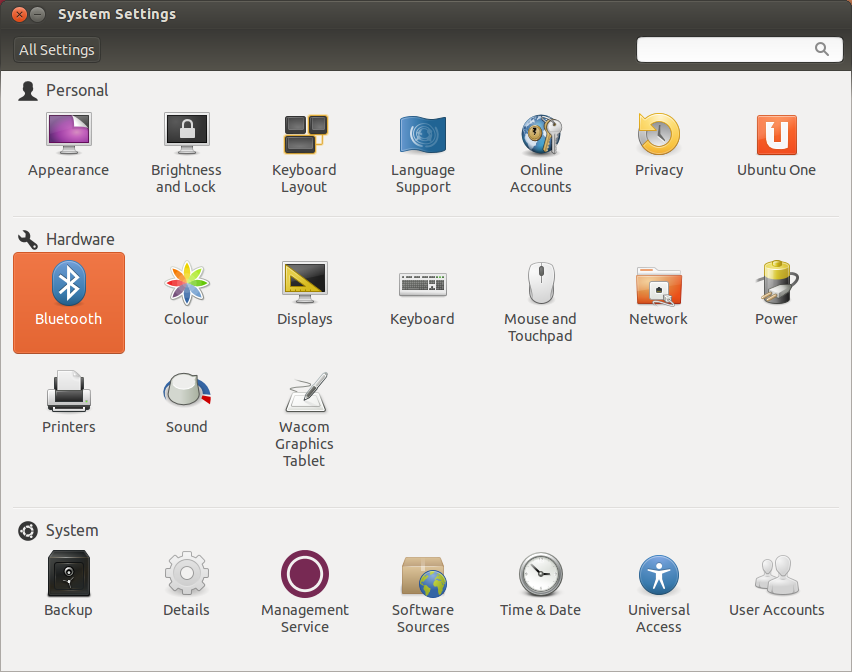 System Settings
All Settings
Personal
Appearance
Brightness
and Lock
Keyboard
Layout
Language
Support
Online
Accounts
Privacy
Ubuntu One
Hardware
Bluetooth
Colour
Displays
Keyboard
Mouse and
Touchpad
Network
Power
Printers
Sound
Wacom
Graphics
Tablet
System
Backup
Details
Management
Service
Software
Sources
Time & Date
Universal
Access
User Accounts